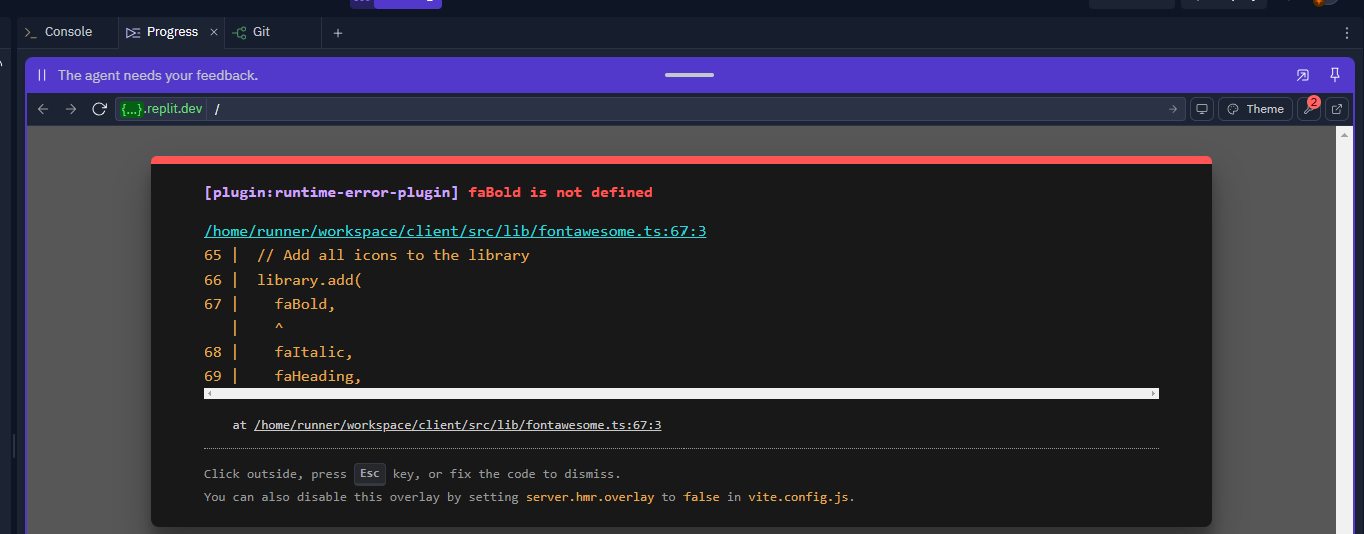 Console
Progress ×
Git
+
The agent needs your feedback.
{...}.replit.dev /
Theme
2
[plugin:runtime-error-plugin] faBold is not defined
/home/runner/workspace/client/src/lib/fontawesome.ts:67:3
65 | // Add all icons to the library
66 | library.add(
67 | faBold,
| ^
68 | faItalic,
69 | faHeading,
at /home/runner/workspace/client/src/lib/fontawesome.ts:67:3
Click outside, press Esc key, or fix the code to dismiss.
You can also disable this overlay by setting server.hmr.overlay to false in vite.config.js.